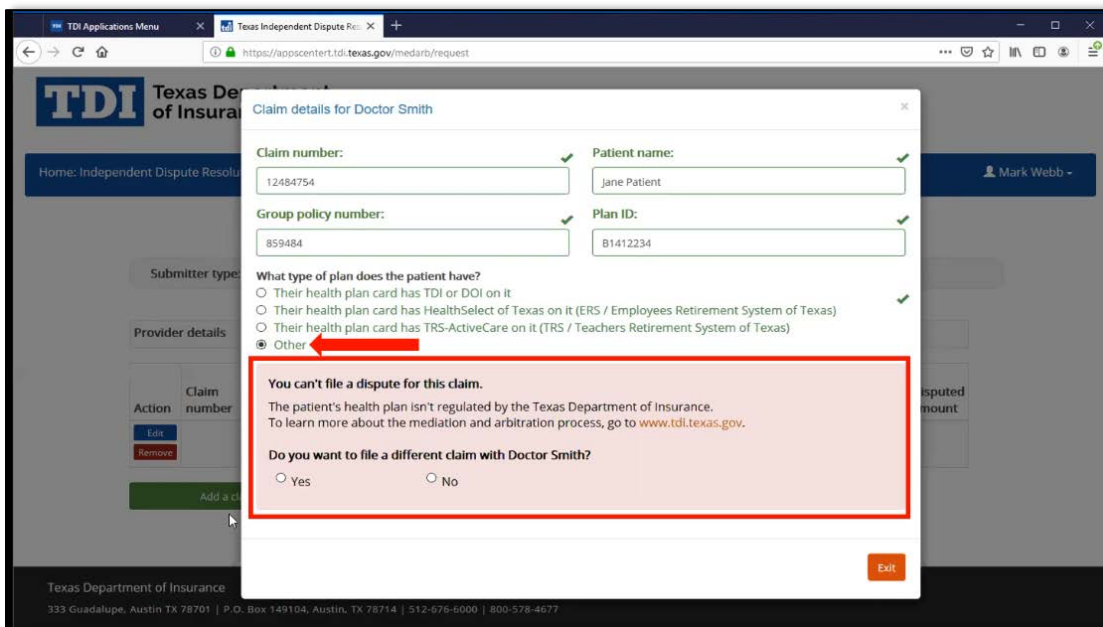 TDI Applications Menu
Texas Independent Dispute Res
https://appscentert.tdi.texas.gov/medarb/request
TDI
Texas Department
of Insura
Home: Independent Dispute Resolu
Mark Webb
Submitter type:
Provider details
Action
Claim
number
isputed
mount
Edit
Remove
Add a cl
Claim details for Doctor Smith
Claim number:
Patient name:
12484754
Jane Patient
Group policy number:
Plan ID:
859484
B1412234
What type of plan does the patient have?
Their health plan card has TDI or DOI on it
Their health plan card has HealthSelect of Texas on it (ERS / Employees Retirement System of Texas)
Their health plan card has TRS-ActiveCare on it (TRS / Teachers Retirement System of Texas)
Other
You can't file a dispute for this claim.
The patient's health plan isn't regulated by the Texas Department of Insurance.
To learn more about the mediation and arbitration process, go to www.tdi.texas.gov.
Do you want to file a different claim with Doctor Smith?
Yes No
Exit
Texas Department of Insurance
333 Guadalupe, Austin TX 78701 | P.O. Box 149104, Austin, TX 78714 | 512-676-6000 | 800-578-4677